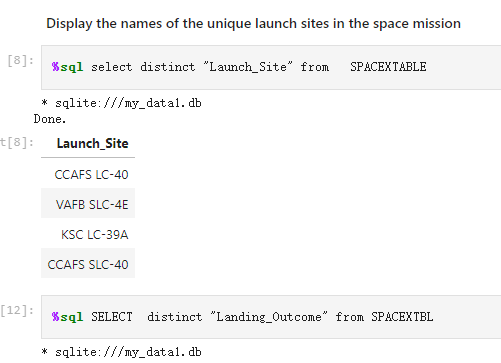 Display the names of the unique launch sites in the space mission
[8]:
%sql select distinct "Launch_Site" from   SPACEXTABLE
* sqlite:///my_data1.db
Done.
t[8]:
Launch_Site
CCAFS LC-40
VAFB SLC-4E
KSC LC-39A
CCAFS SLC-40
[12]:
%sql SELECT  distinct "Landing_Outcome" from SPACEXTBL
* sqlite:///my_data1.db